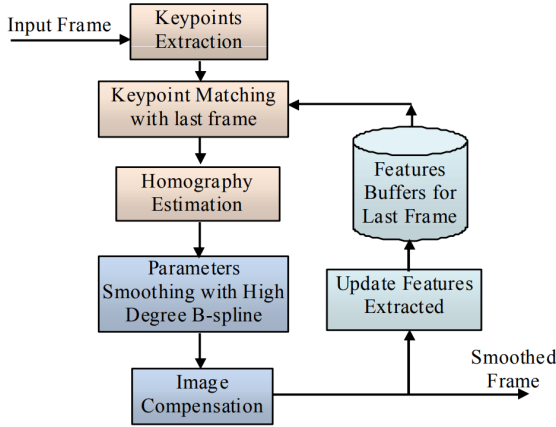 Input Frame
Keypoints
Extraction
Keypoint Matching
with last frame
Homography
Estimation
Parameters
Smoothing with High
Degree B-spline
Image
Compensation
Features
Buffers for
Last Frame
Update Features
Extracted
Smoothed
Frame